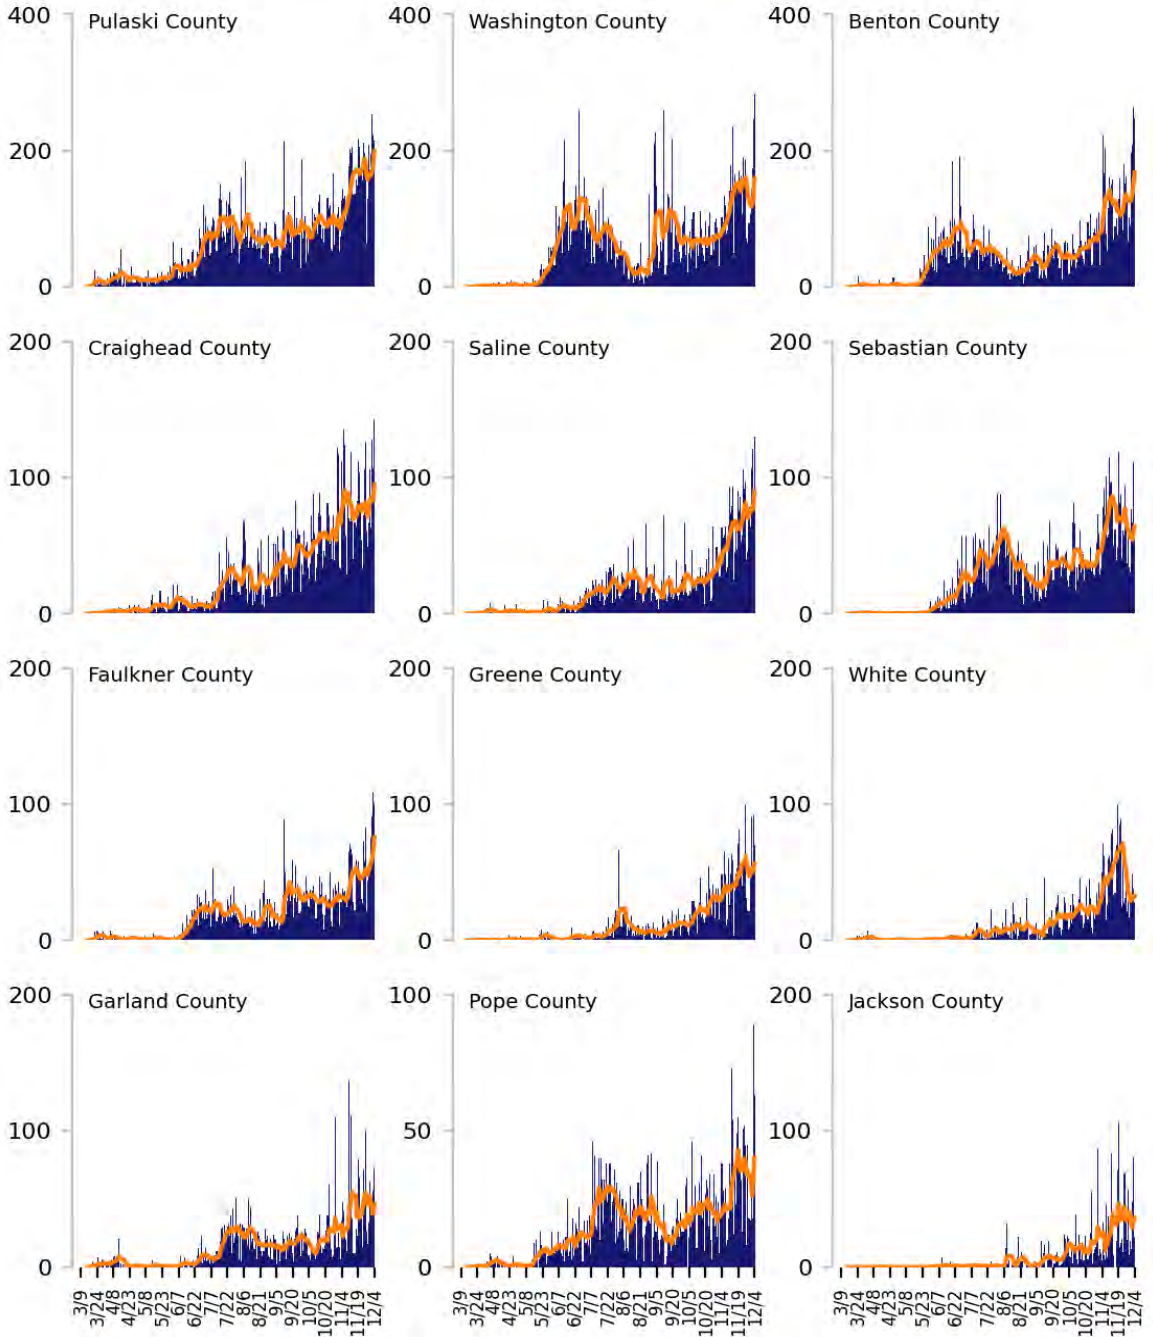 Pulaski County
Washington County
Benton County
400
200
0
400
200
0
400
200
0
Craighead County
Saline County
Sebastian County
200
100
0
200
100
0
200
100
0
Faulkner County
Greene County
White County
200
100
0
200
100
0
200
100
0
Garland County
Pope County
Jackson County
200
100
0
100
50
0
200
100
0
3/9 3/24 4/8 4/23 5/8 5/23 6/7 6/22 7/7 7/22 8/6 8/21 9/5 9/20 10/5 10/20 11/4 11/19 12/4
3/9 3/24 4/8 4/23 5/8 5/23 6/7 6/22 7/7 7/22 8/6 8/21 9/5 9/20 10/5 10/20 11/4 11/19 12/4
3/9 3/24 4/8 4/23 5/8 5/23 6/7 6/22 7/7 7/22 8/6 8/21 9/5 9/20 10/5 10/20 11/4 11/19 12/4